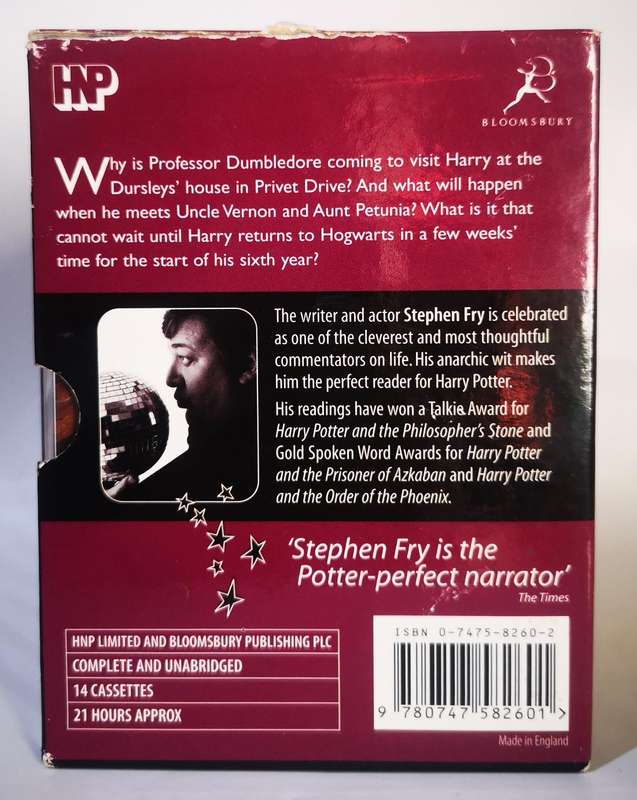 HNP
B
BLOOMSBURY
Why is Professor Dumbledore coming to visit Harry at the
Dursleys' house in Privet Drive? And what will happen
when he meets Uncle Vernon and Aunt Petunia? What is it that
cannot wait until Harry returns to Hogwarts in a few weeks'
time for the start of his sixth year?
The writer and actor Stephen Fry is celebrated
as one of the cleverest and most thoughtful
commentators on life. His anarchic wit makes
him the perfect reader for Harry Potter.
His readings have won a Talkie Award for
Harry Potter and the Philosopher's Stone and
Gold Spoken Word Awards for Harry Potter
and the Prisoner of Azkaban and Harry Potter
and the Order of the Phoenix.
'Stephen Fry is the
Potter-perfect narrator'
The Times
HNP LIMITED AND BLOOMSBURY PUBLISHING PLC
COMPLETE AND UNABRIDGED
14 CASSETTES
21 HOURS APPROX
ISBN 0-7475-8260-2
9 780747 582601 >
Made in England